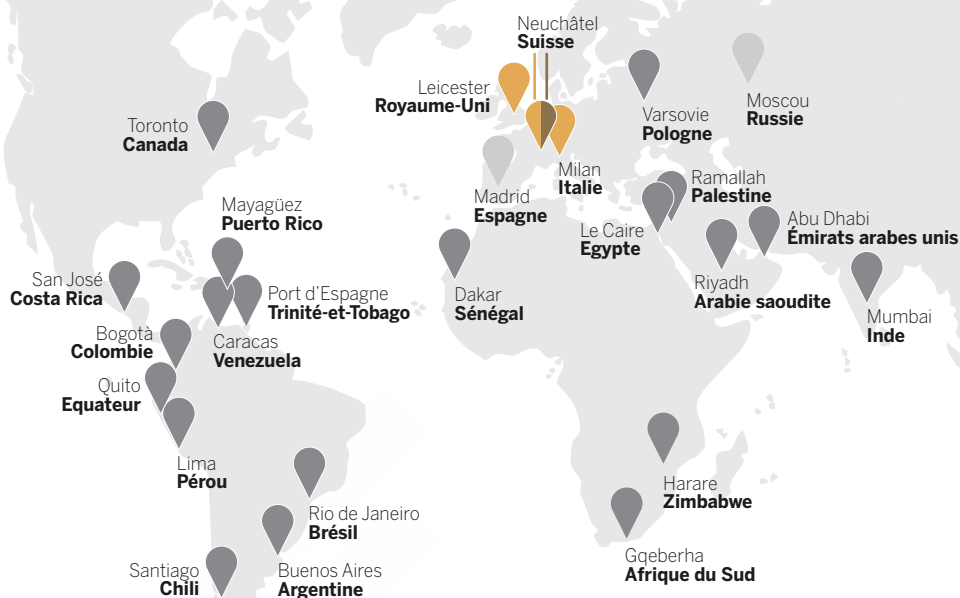 Neuchâtel
Suisse
Leicester
Royaume-Uni
Toronto
Canada
Varsovie
Pologne
Moscou
Russie
Milan
Italie
Madrid
Espagne
Ramallah
Palestine
Mayagüez
Puerto Rico
Le Caire
Egypte
Abu Dhabi
Émirats arabes unis
San José
Costa Rica
Port d’Espagne
Trinité-et-Tobago
Dakar
Sénégal
Riyadh
Arabie saoudite
Mumbai
Inde
Bogotà
Colombie
Caracas
Venezuela
Quito
Equateur
Lima
Pérou
Harare
Zimbabwe
Rio de Janeiro
Brésil
Gqeberha
Afrique du Sud
Santiago
Chili
Buenos Aires
Argentine